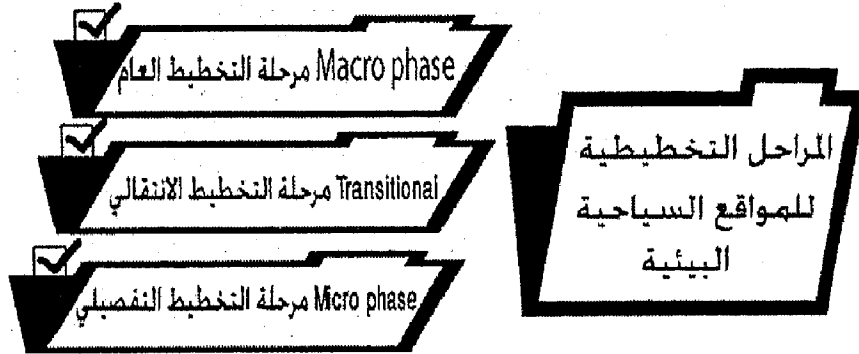 المراحل التخطيطية
للمواقع السياحية
البيئية
Macro phase مرحلة التخطيط العام
Transitional مرحلة التخطيط الانتقالي
Micro phase مرحلة التخطيط التفصيلي